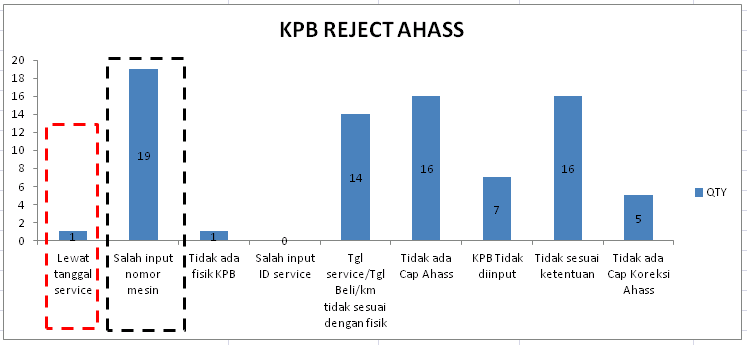 KPB REJECT AHASS
20
18
16
14
12
10
8
6
4
2
0
1
19
1
0
14
16
7
16
5
QTY
Lewat
tanggal
service
Salah input
nomor
mesin
Tidak ada
fisik KPB
Salah input
ID service
Tgl
service/Tgl
Beli/km
tidak sesuai
dengan fisik
Tidak ada
Cap Ahass
KPB Tidak
diinput
Tidak sesuai
ketentuan
Tidak ada
Cap Koreksi
Ahass